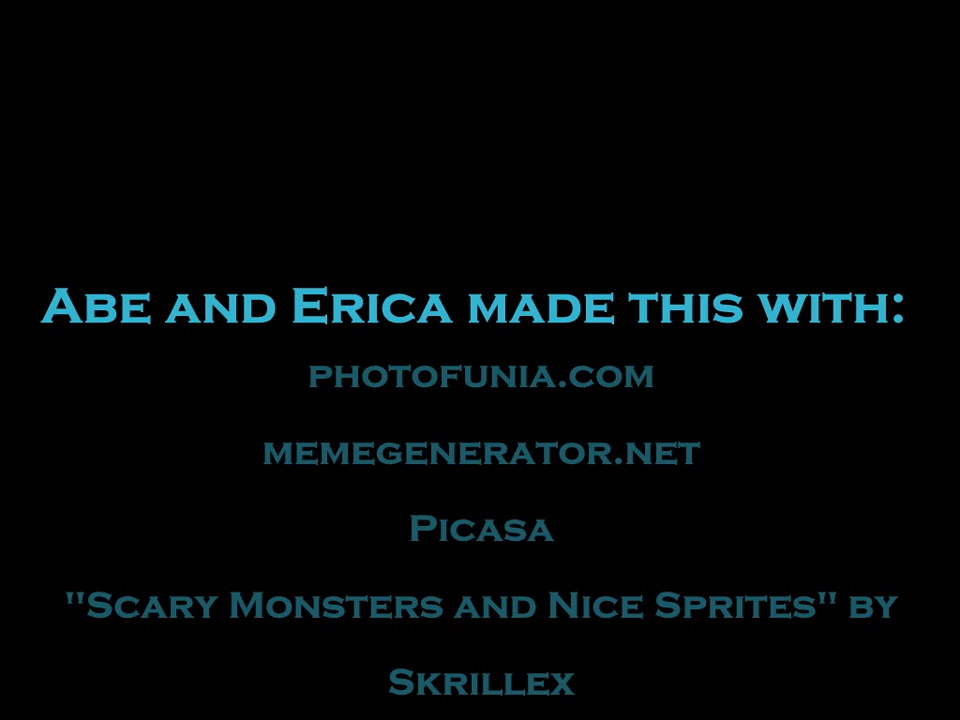 Abe and Erica made this with:
photofunia.com
memegenerator.net
Picasa
"Scary Monsters and Nice Sprites" by
Skrillex